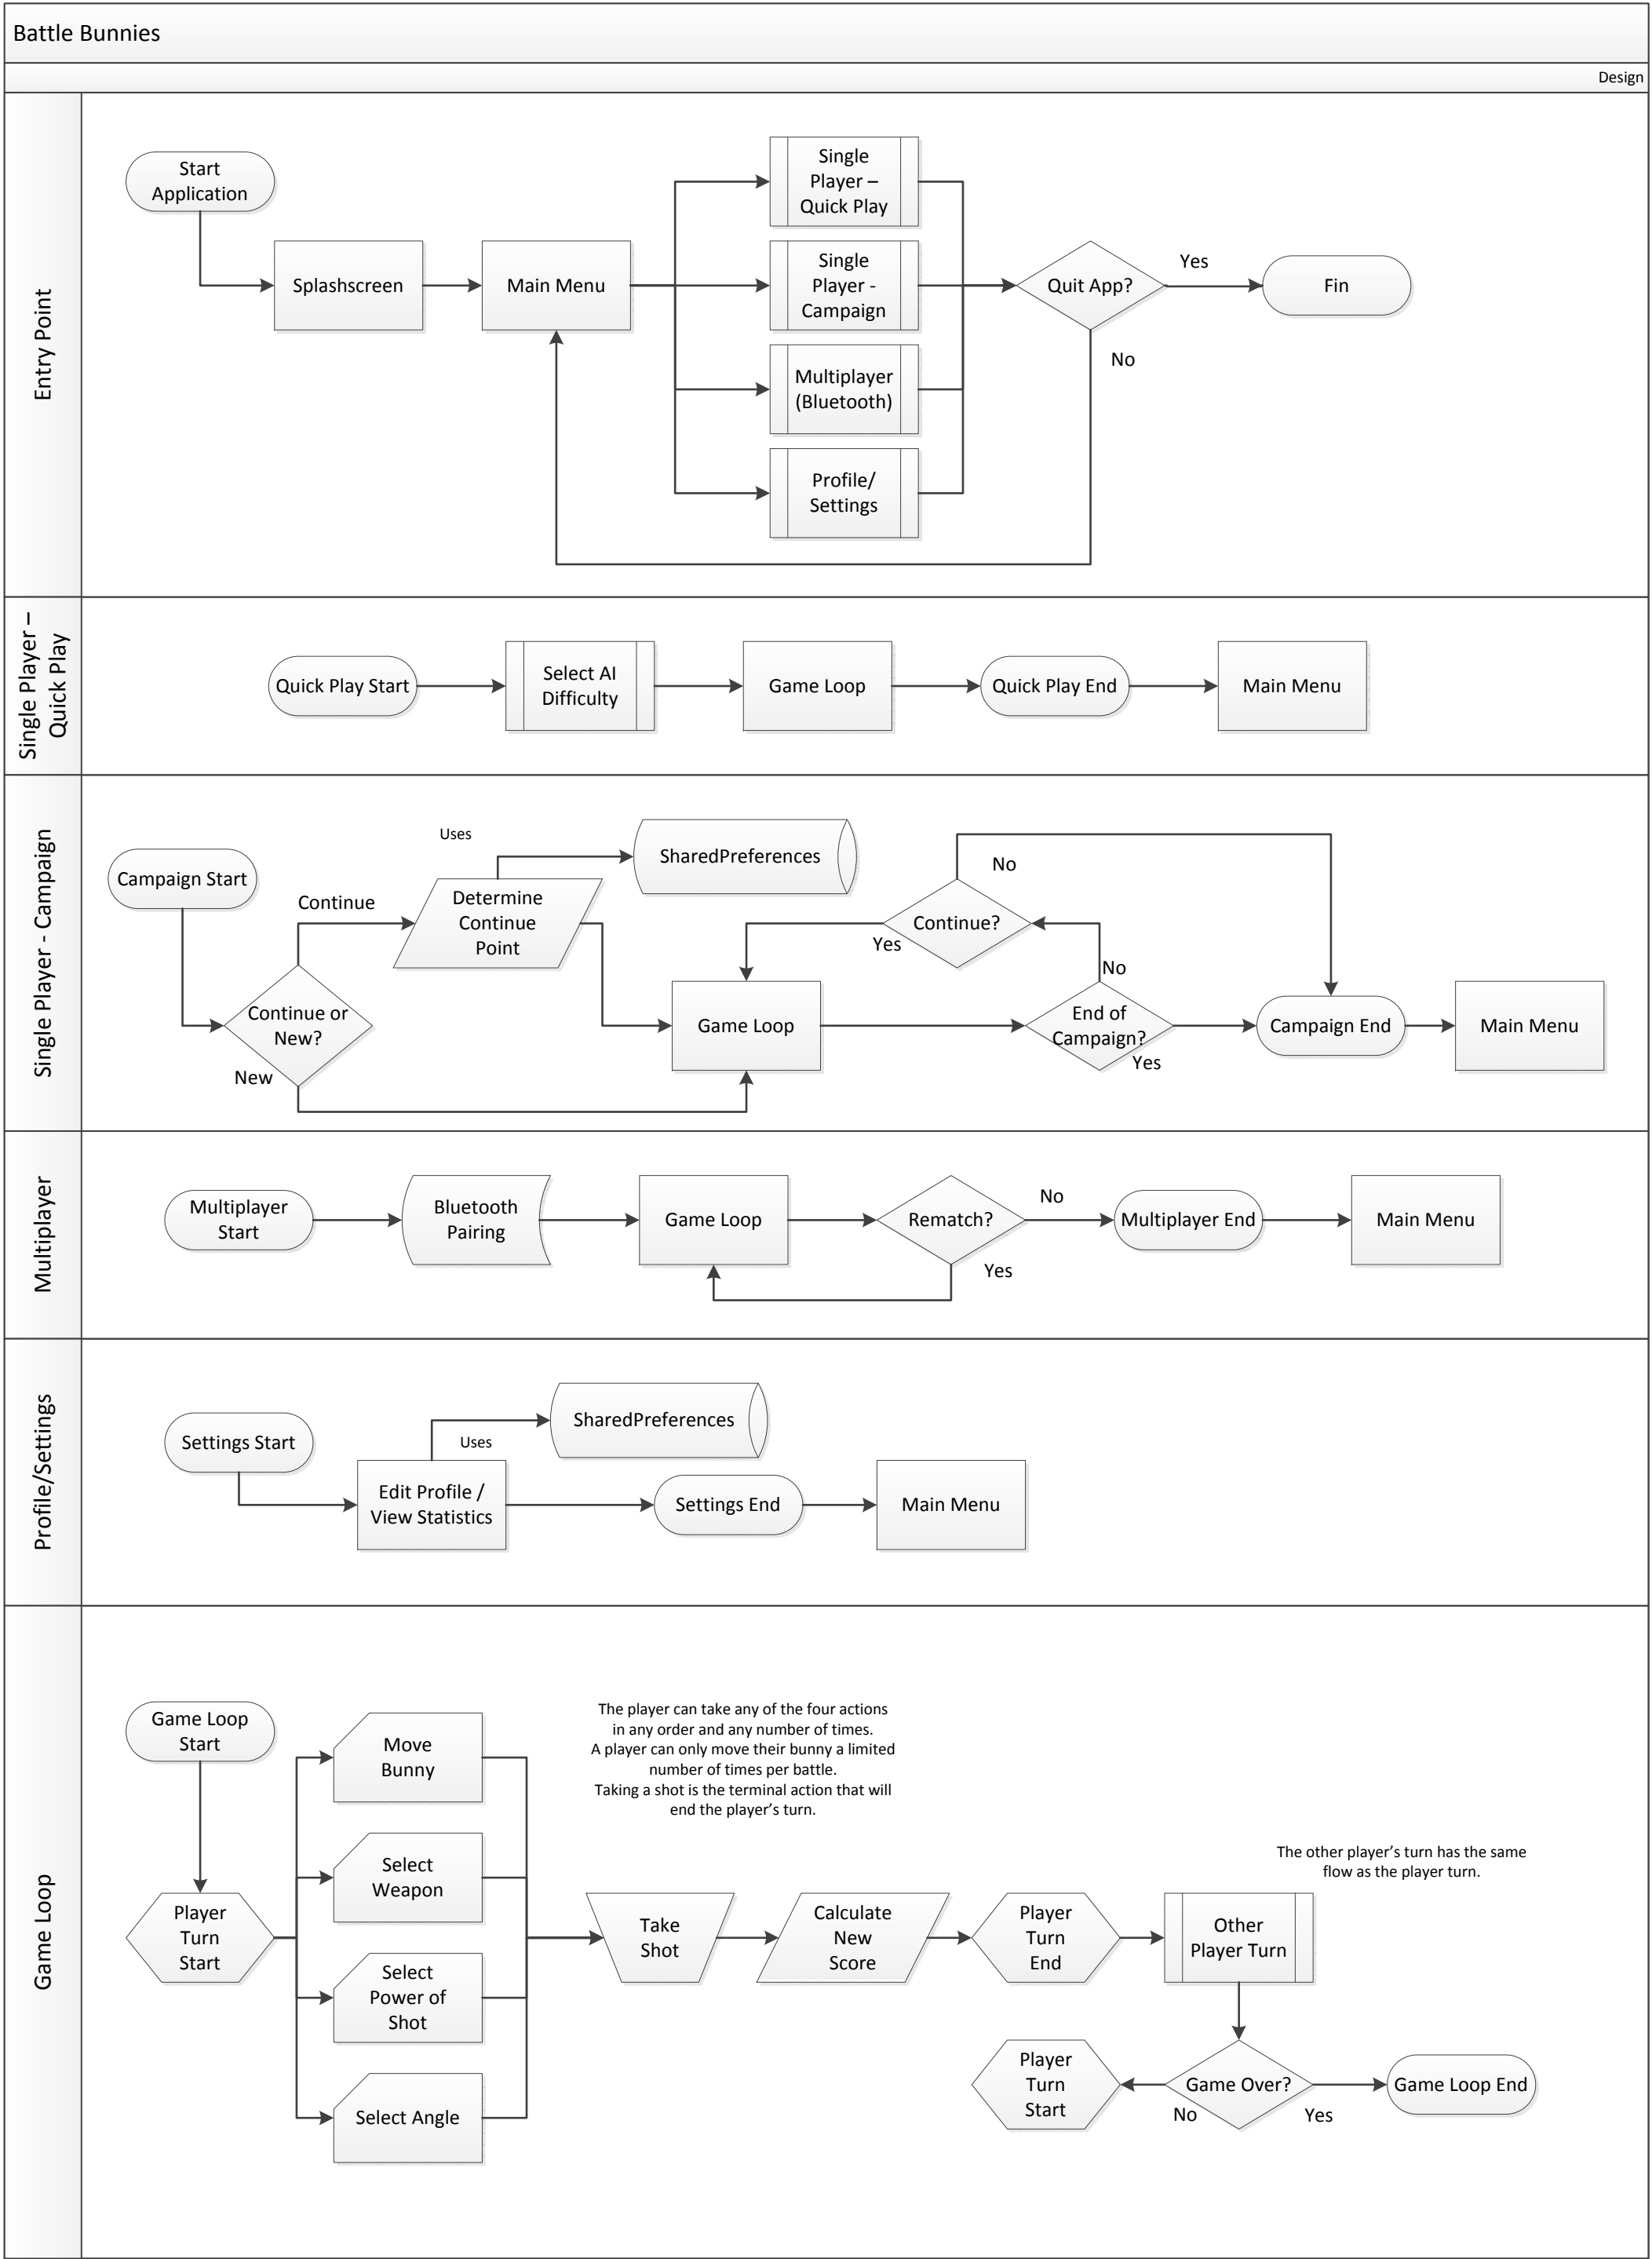 Battle Bunnies
Design
Entry Point
Start
Application
Splashscreen
Main Menu
Single
Player –
Quick Play
Single
Player -
Campaign
Multiplayer
(Bluetooth)
Profile/
Settings
Quit App?
Yes
No
Fin
Single Player –
Quick Play
Quick Play Start
Select AI
Difficulty
Game Loop
Quick Play End
Main Menu
Single Player - Campaign
Campaign Start
Continue or
New?
Continue
New
Uses
Determine
Continue
Point
SharedPreferences
Game Loop
Continue?
Yes
No
End of
Campaign?
No
Yes
Campaign End
Main Menu
Multiplayer
Multiplayer
Start
Bluetooth
Pairing
Game Loop
Rematch?
No
Yes
Multiplayer End
Main Menu
Profile/Settings
Settings Start
Edit Profile /
View Statistics
Uses
SharedPreferences
Settings End
Main Menu
Game Loop
Game Loop
Start
Player
Turn
Start
Move
Bunny
Select
Weapon
Select
Power of
Shot
Select Angle
The player can take any of the four actions
in any order and any number of times.
A player can only move their bunny a limited
number of times per battle.
Taking a shot is the terminal action that will
end the player’s turn.
Take
Shot
Calculate
New
Score
Player
Turn
End
The other player’s turn has the same
flow as the player turn.
Other
Player Turn
Game Over?
No
Yes
Player
Turn
Start
Game Loop End